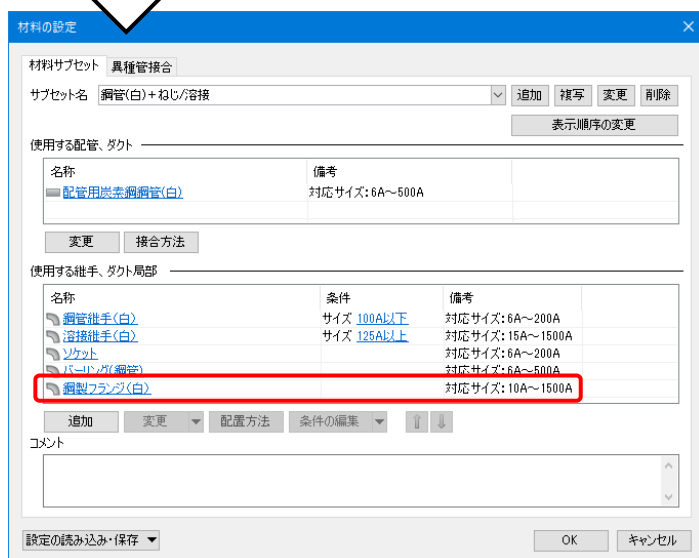 材料の設定
材料サブセット 異種管接合
サブセット名 鋼管(白)+ねじ/溶接 追加 複写 変更 削除
表示順序の変更
使用する配管、ダクト
名称 備考
配管用炭素鋼鋼管(白) 対応サイズ:6A～500A
変更 接合方法
使用する継手、ダクト局部
名称 条件 備考
鋼管継手(白) サイズ 100A以下 対応サイズ:6A～200A
溶接継手(白) サイズ 125A以上 対応サイズ:15A～1500A
ソケット 対応サイズ:6A～200A
バーリング(鋼管) 対応サイズ:6A～500A
鋼製フランジ(白) 対応サイズ:10A～1500A
追加 変更 配置方法 条件の編集
コメント
設定の読み込み・保存 OK キャンセル